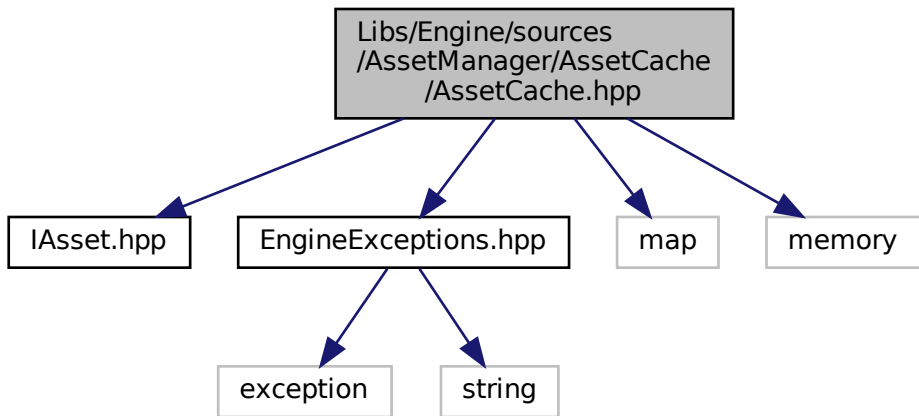 Libs/Engine/sources
/AssetManager/AssetCache
/AssetCache.hpp
IAsset.hpp
EngineExceptions.hpp
map
memory
exception
string